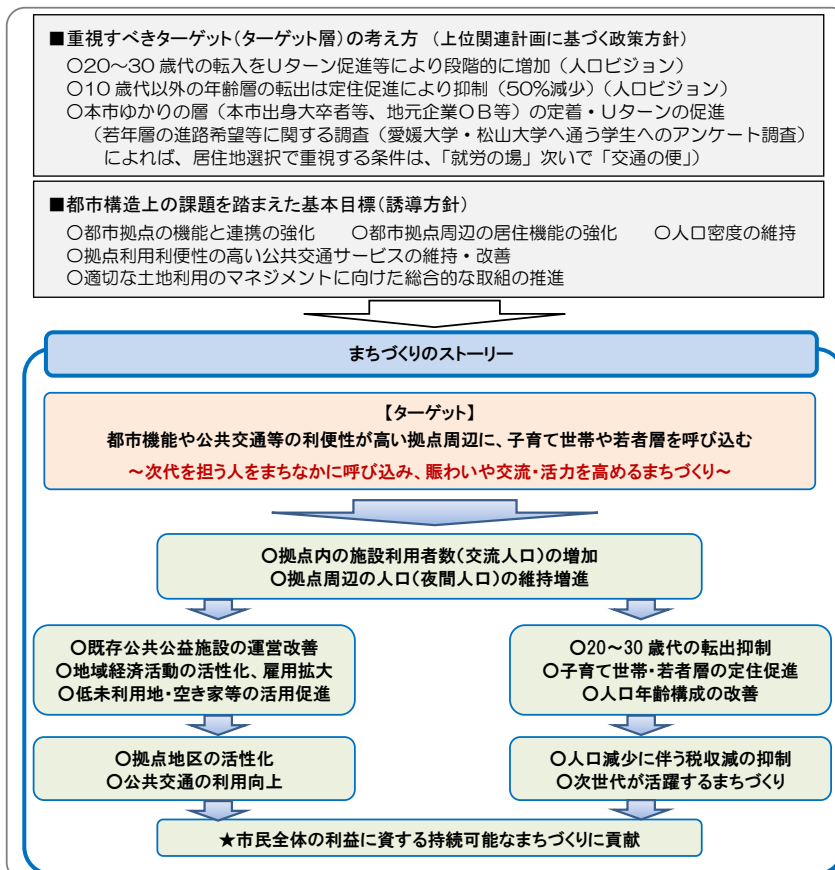 ■重視すべきターゲット（ターゲット層）の考え方　（上位関連計画に基づく政策方針）
○20～30歳代の転入をＵターン促進等により段階的に増加（人口ビジョン）
○10歳代以外の年齢層の転出は定住促進により抑制（50％減少）（人口ビジョン）
○本市ゆかりの層（本市出身大卒者等、地元企業ＯＢ等）の定着・Ｕターンの促進
（若年層の進路希望等に関する調査（愛媛大学・松山大学へ通う学生へのアンケート調査）
によれば、居住地選択で重視する条件は、「就労の場」次いで「交通の便」）
■都市構造上の課題を踏まえた基本目標（誘導方針）
○都市拠点の機能と連携の強化　　○都市拠点周辺の居住機能の強化　　○人口密度の維持
○拠点利用利便性の高い公共交通サービスの維持・改善
○適切な土地利用のマネジメントに向けた総合的な取組の推進
まちづくりのストーリー
【ターゲット】
都市機能や公共交通等の利便性が高い拠点周辺に、子育て世帯や若者層を呼び込む
～次代を担う人をまちなかに呼び込み、賑わいや交流・活力を高めるまちづくり～
○拠点内の施設利用者数（交流人口）の増加
○拠点周辺の人口（夜間人口）の維持増進
○既存公共公益施設の運営改善
○地域経済活動の活性化、雇用拡大
○低未利用地・空き家等の活用促進
○20～30歳代の転出抑制
○子育て世帯・若者層の定住促進
○人口年齢構成の改善
○拠点地区の活性化
○公共交通の利用向上
○人口減少に伴う税収減の抑制
○次世代が活躍するまちづくり
★市民全体の利益に資する持続可能なまちづくりに貢献